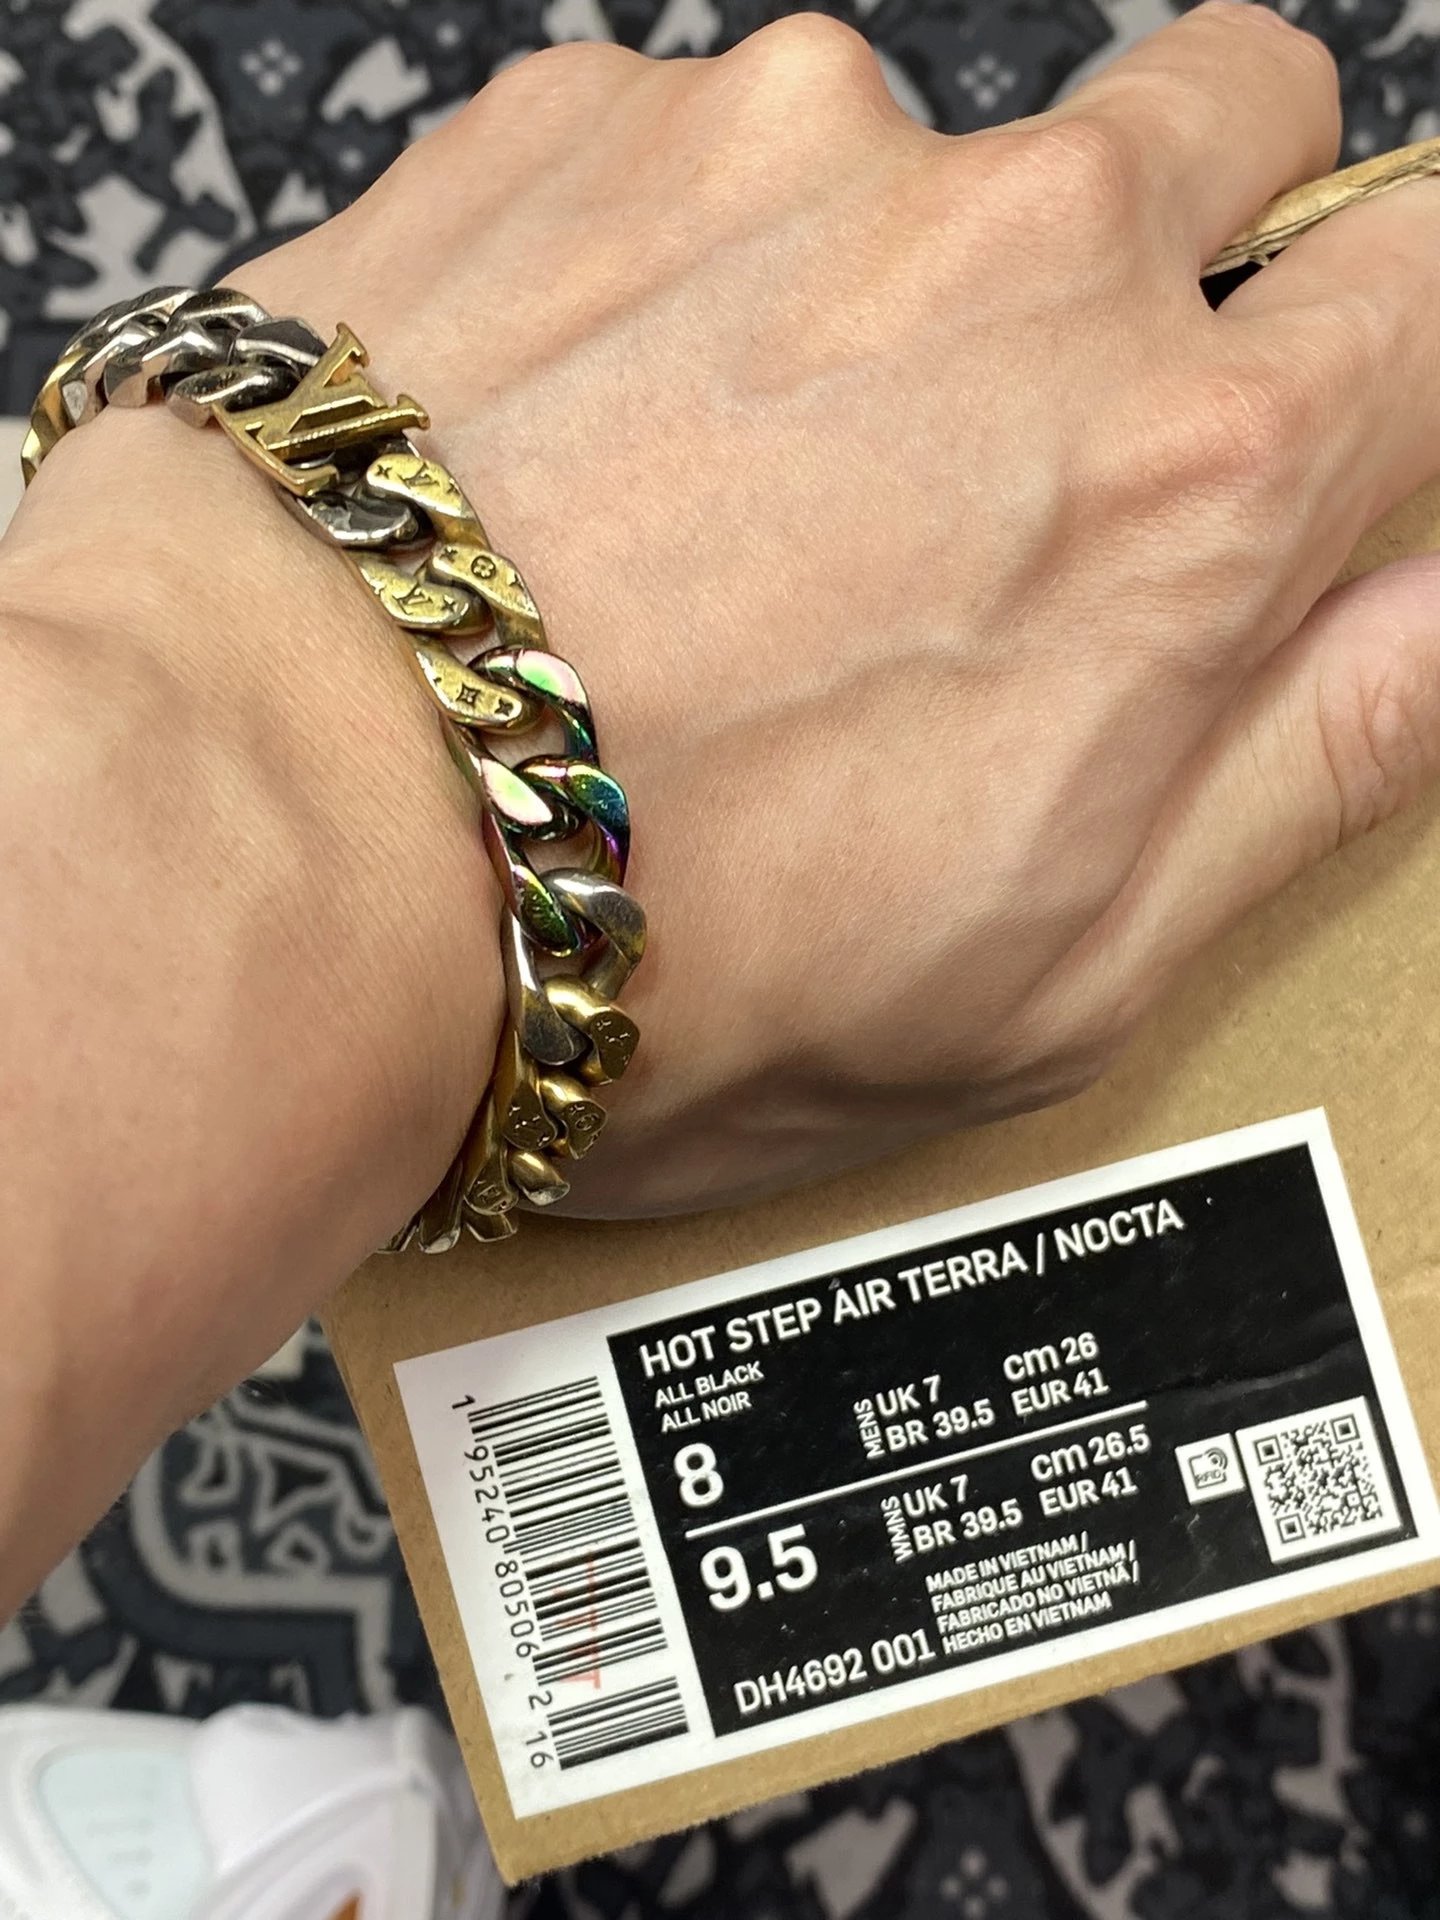 LV
HOT STEP AIR TERRA / NOCTA
ALL BLACK
ALL NOIR
8
MENS
UK 7
cm 26
BR 39.5
EUR 41
9.5
WMNS
UK 7
cm 26.5
BR 39.5
EUR 41
RFID
MADE IN VIETNAM /
FABRIQUE AU VIETNAM /
FABRICADO NO VIETNÃ /
HECHO EN VIETNAM
DH4692 001
1 95240 80506 2 16